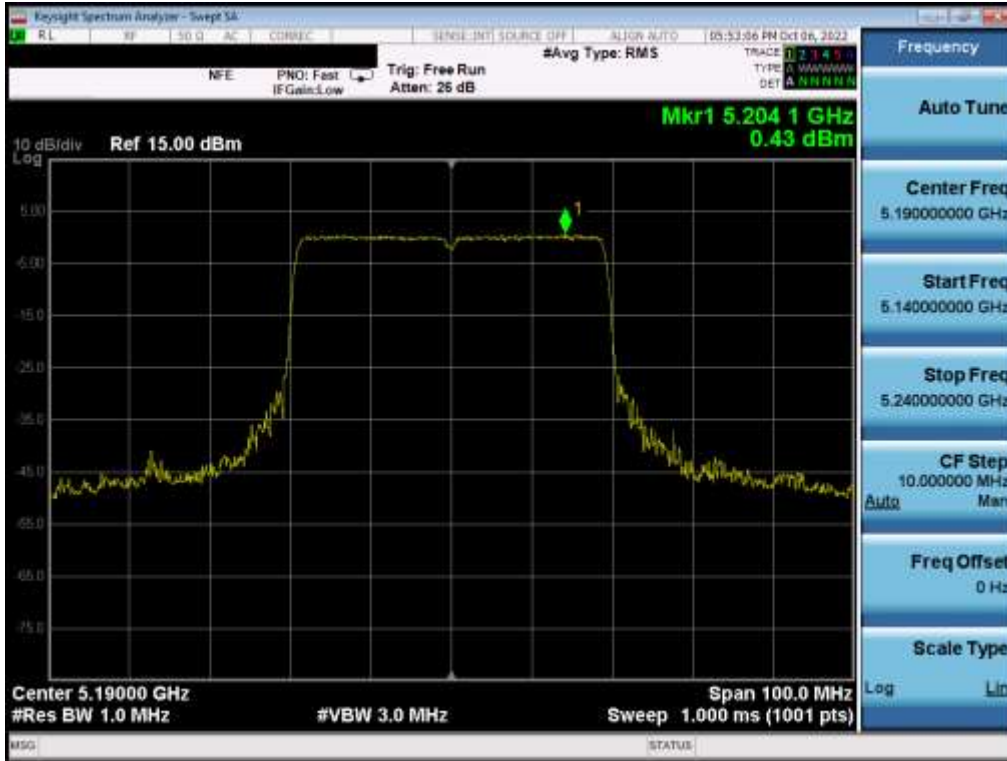 Keysight Spectrum Analyzer - Swept SA
RL RF 50 Ω AC CORREC SENSE:INT SOURCE OFF ALIGN AUTO 05:53:06 PM Oct 06, 2022
NFE PNO: Fast Trig: Free Run #Avg Type: RMS TRACE 1 2 3 4 5 6
IFGain:Low Atten: 26 dB TYPE A WWWWW
DET A N N N N N
Mkr1 5.204 1 GHz
0.43 dBm
10 dB/div Ref 15.00 dBm
Log
1
5.00
-5.00
-15.0
-25.0
-35.0
-45.0
-55.0
-65.0
-75.0
Center 5.19000 GHz Span 100.0 MHz
#Res BW 1.0 MHz #VBW 3.0 MHz Sweep 1.000 ms (1001 pts)
MSG STATUS
Frequency
Auto Tune
Center Freq
5.190000000 GHz
Start Freq
5.140000000 GHz
Stop Freq
5.240000000 GHz
CF Step
10.000000 MHz
Auto Man
Freq Offset
0 Hz
Scale Type
Log Lin